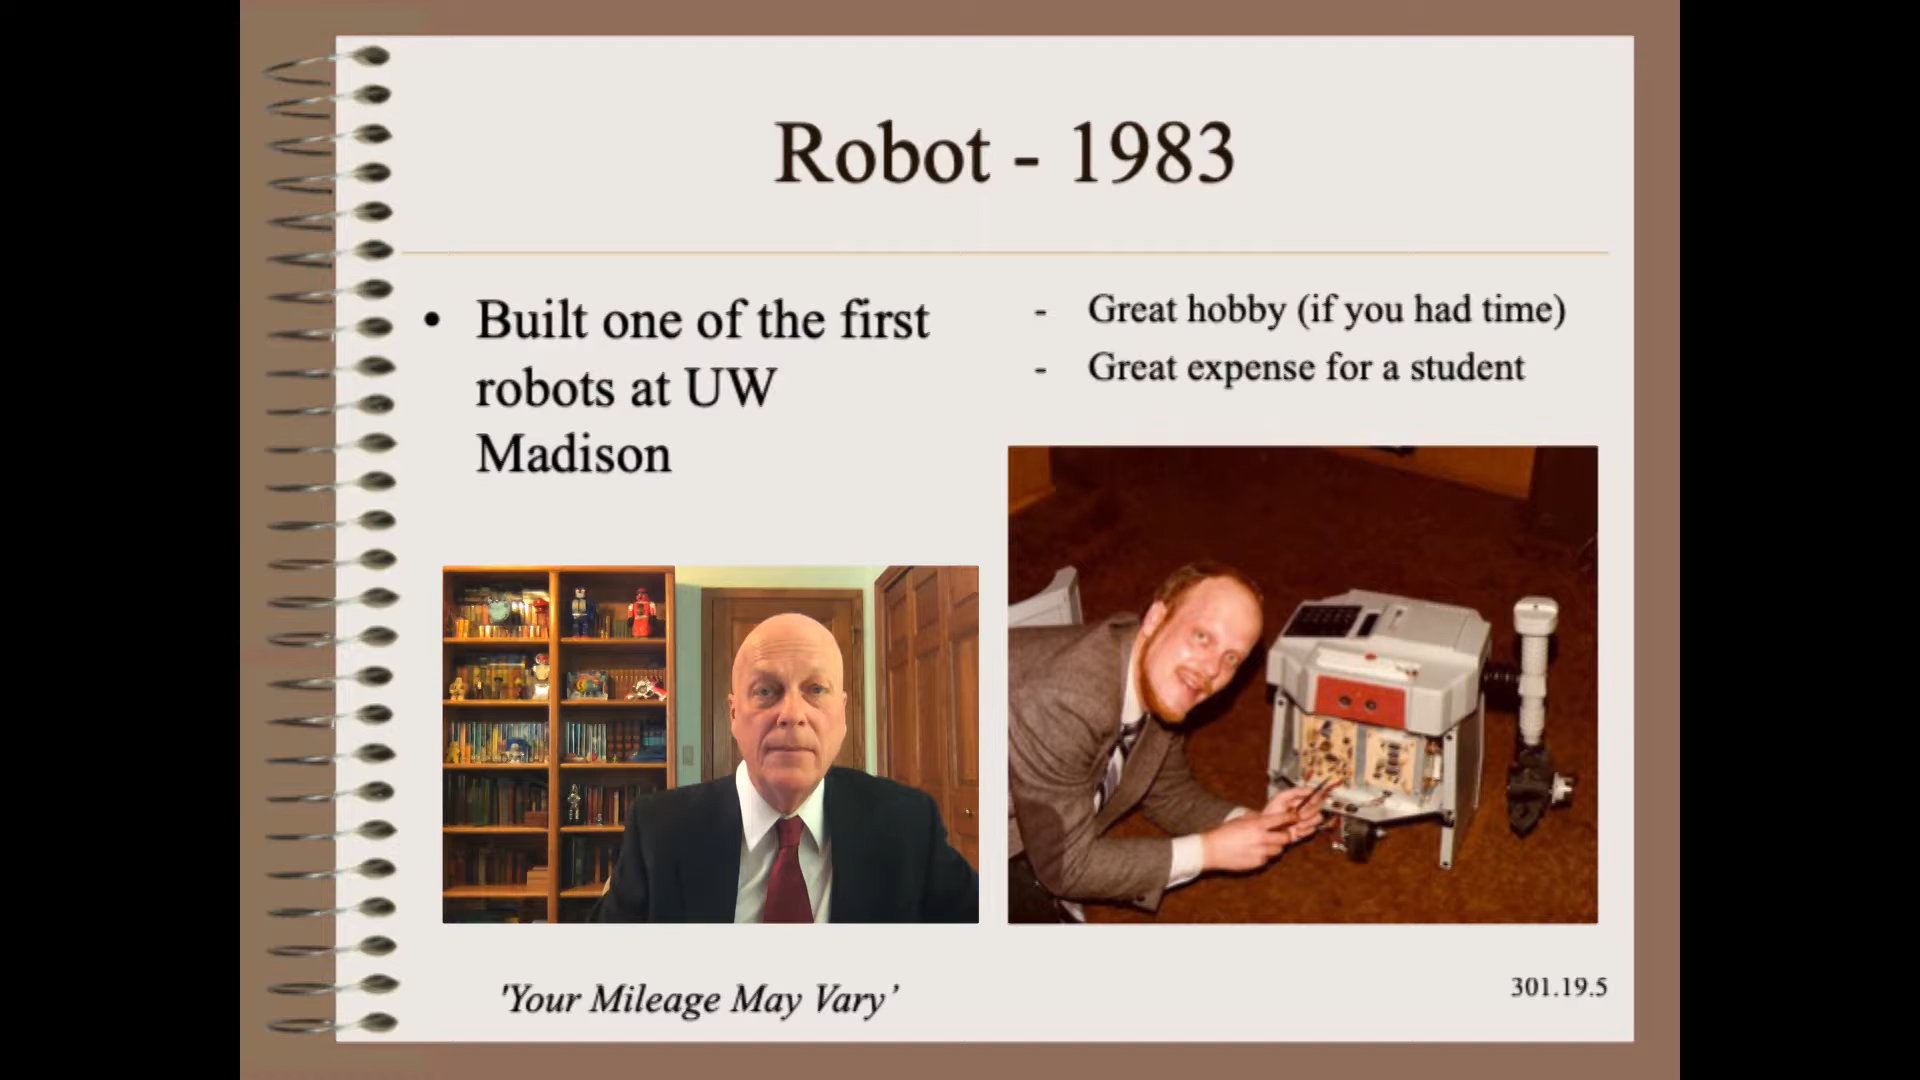 Robot - 1983
• Built one of the first
robots at UW
Madison
- Great hobby (if you had time)
- Great expense for a student
'Your Mileage May Vary’
301.19.5